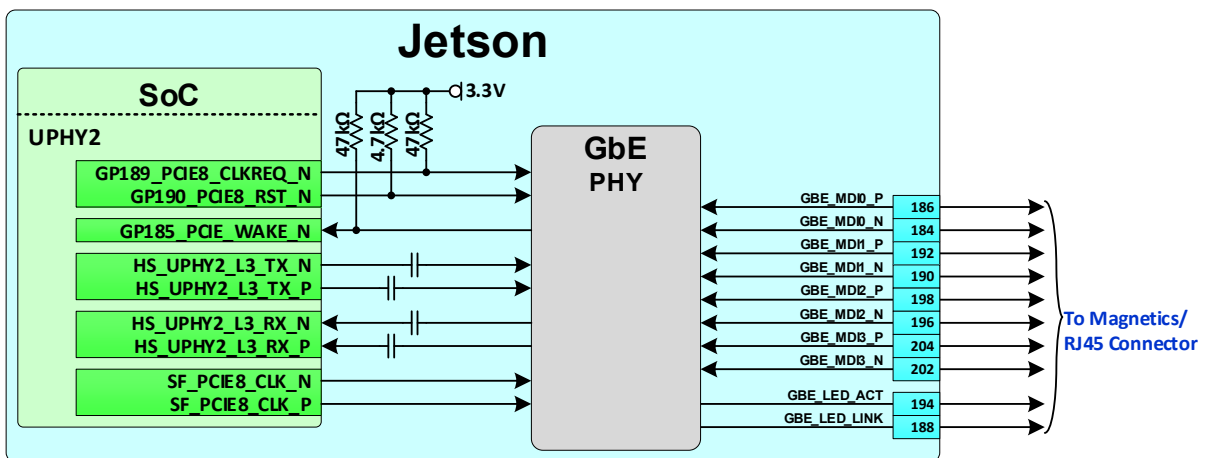 Jetson
SoC
UPHY2
3.3V
47kΩ
4.7kΩ
47kΩ
GP189_PCIE8_CLKREQ_N
GP190_PCIE8_RST_N
GP185_PCIE_WAKE_N
HS_UPHY2_L3_TX_N
HS_UPHY2_L3_TX_P
HS_UPHY2_L3_RX_N
HS_UPHY2_L3_RX_P
SF_PCIE8_CLK_N
SF_PCIE8_CLK_P
GbE
PHY
GBE_MDI0_P 186
GBE_MDI0_N 184
GBE_MDI1_P 192
GBE_MDI1_N 190
GBE_MDI2_P 198
GBE_MDI2_N 196
GBE_MDI3_P 204
GBE_MDI3_N 202
GBE_LED_ACT 194
GBE_LED_LINK 188
To Magnetics/
RJ45 Connector